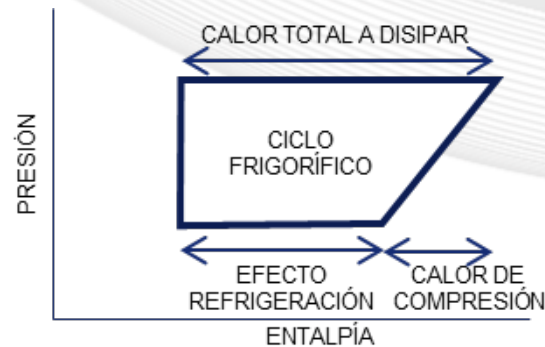 CALOR TOTAL A DISIPAR
PRESIÓN
CICLO
FRIGORÍFICO
EFECTO
REFRIGERACIÓN
CALOR DE
COMPRESIÓN
ENTALPÍA